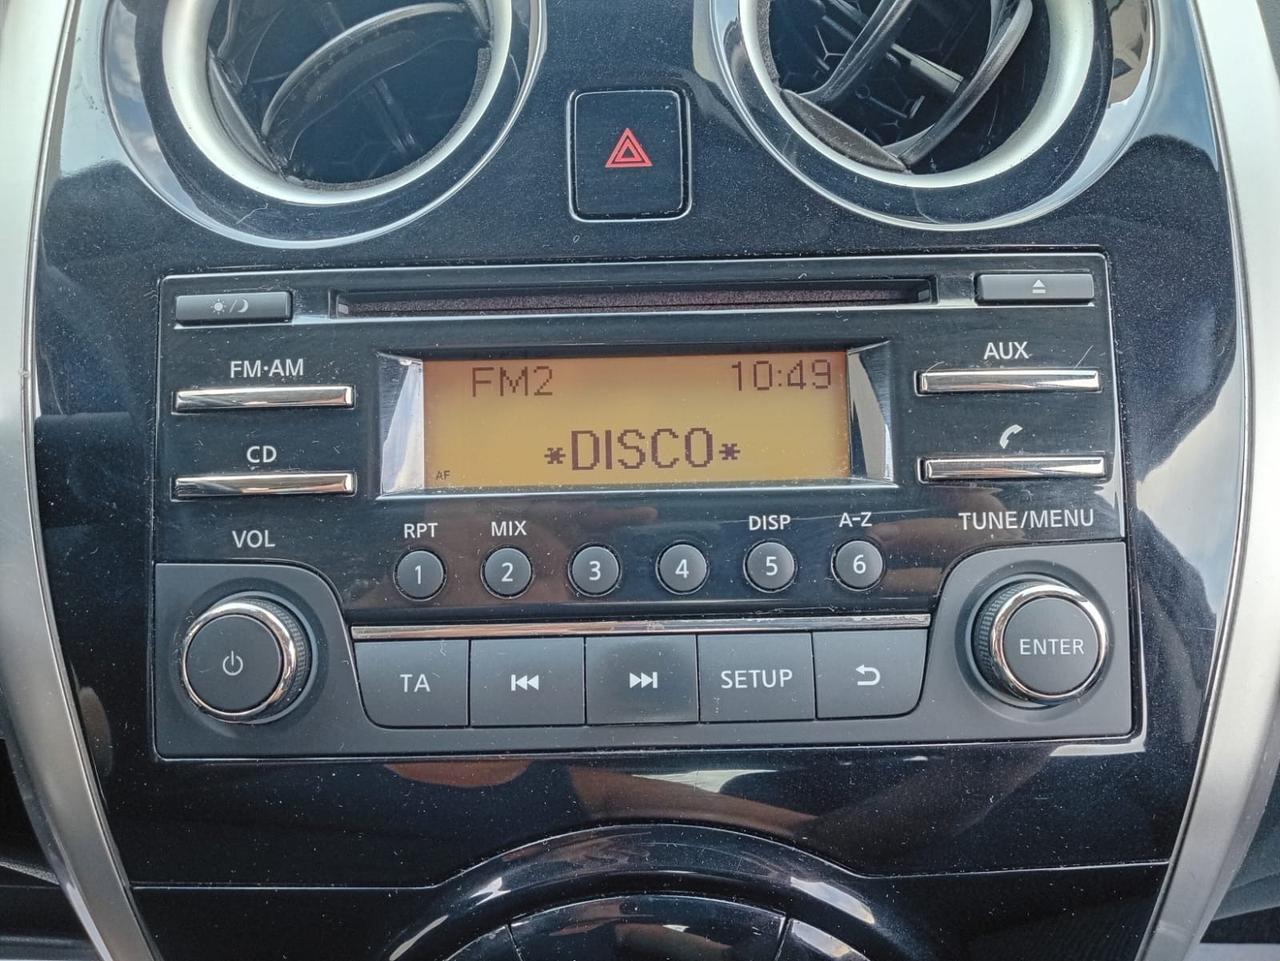 FM·AM
AUX
FM2 10:49
*DISCO*
AF
CD
VOL
RPT MIX DISP A-Z
TUNE/MENU
1 2 3 4 5 6
ENTER
TA SETUP